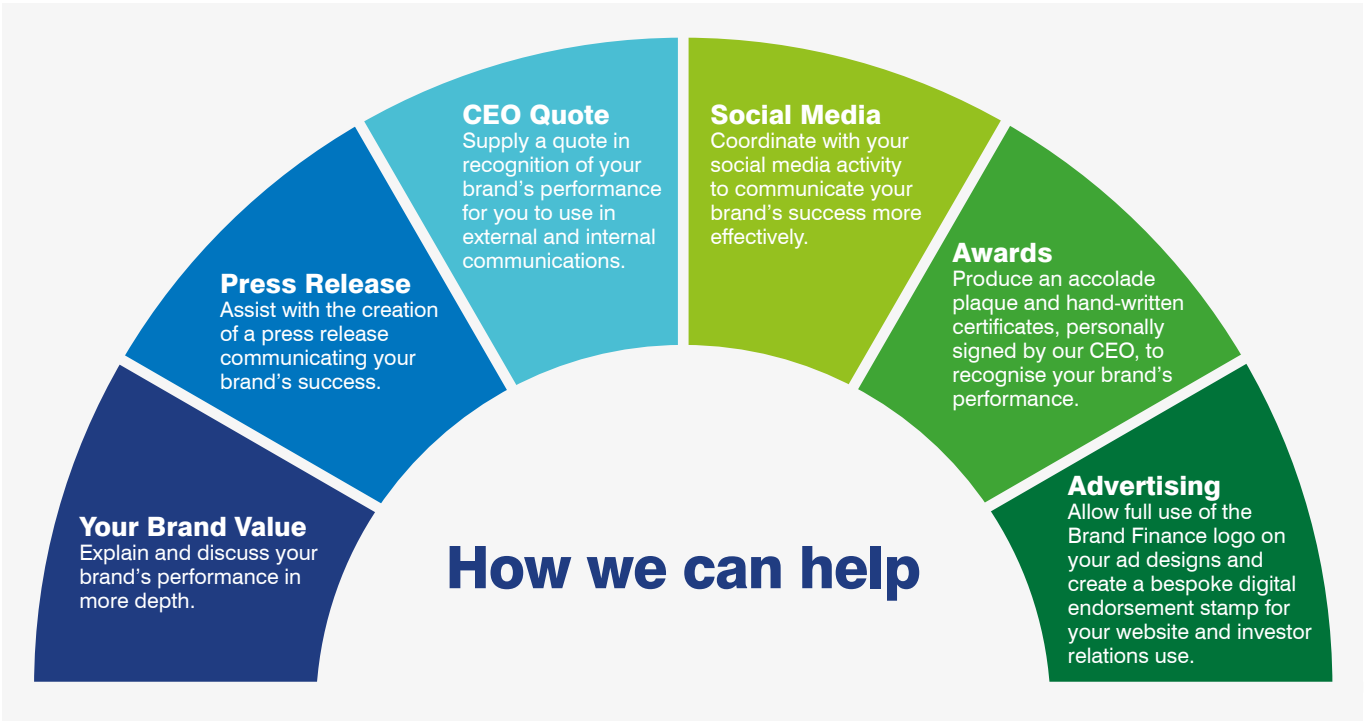 CEO Quote
Supply a quote in
recognition of your
brand's performance
for you to use in
external and internal
communications.
Social Media
Coordinate with your
social media activity
to communicate your
brand's success more
effectively.
Press Release
Assist with the creation
of a press release
communicating your
brand's success.
Awards
Produce an accolade
plaque and hand-written
certificates, personally
signed by our CEO, to
recognise your brand's
performance.
Your Brand Value
Explain and discuss your
brand's performance in
more depth.
Advertising
Allow full use of the
Brand Finance logo on
your ad designs and
create a bespoke digital
endorsement stamp for
your website and investor
relations use.
How we can help